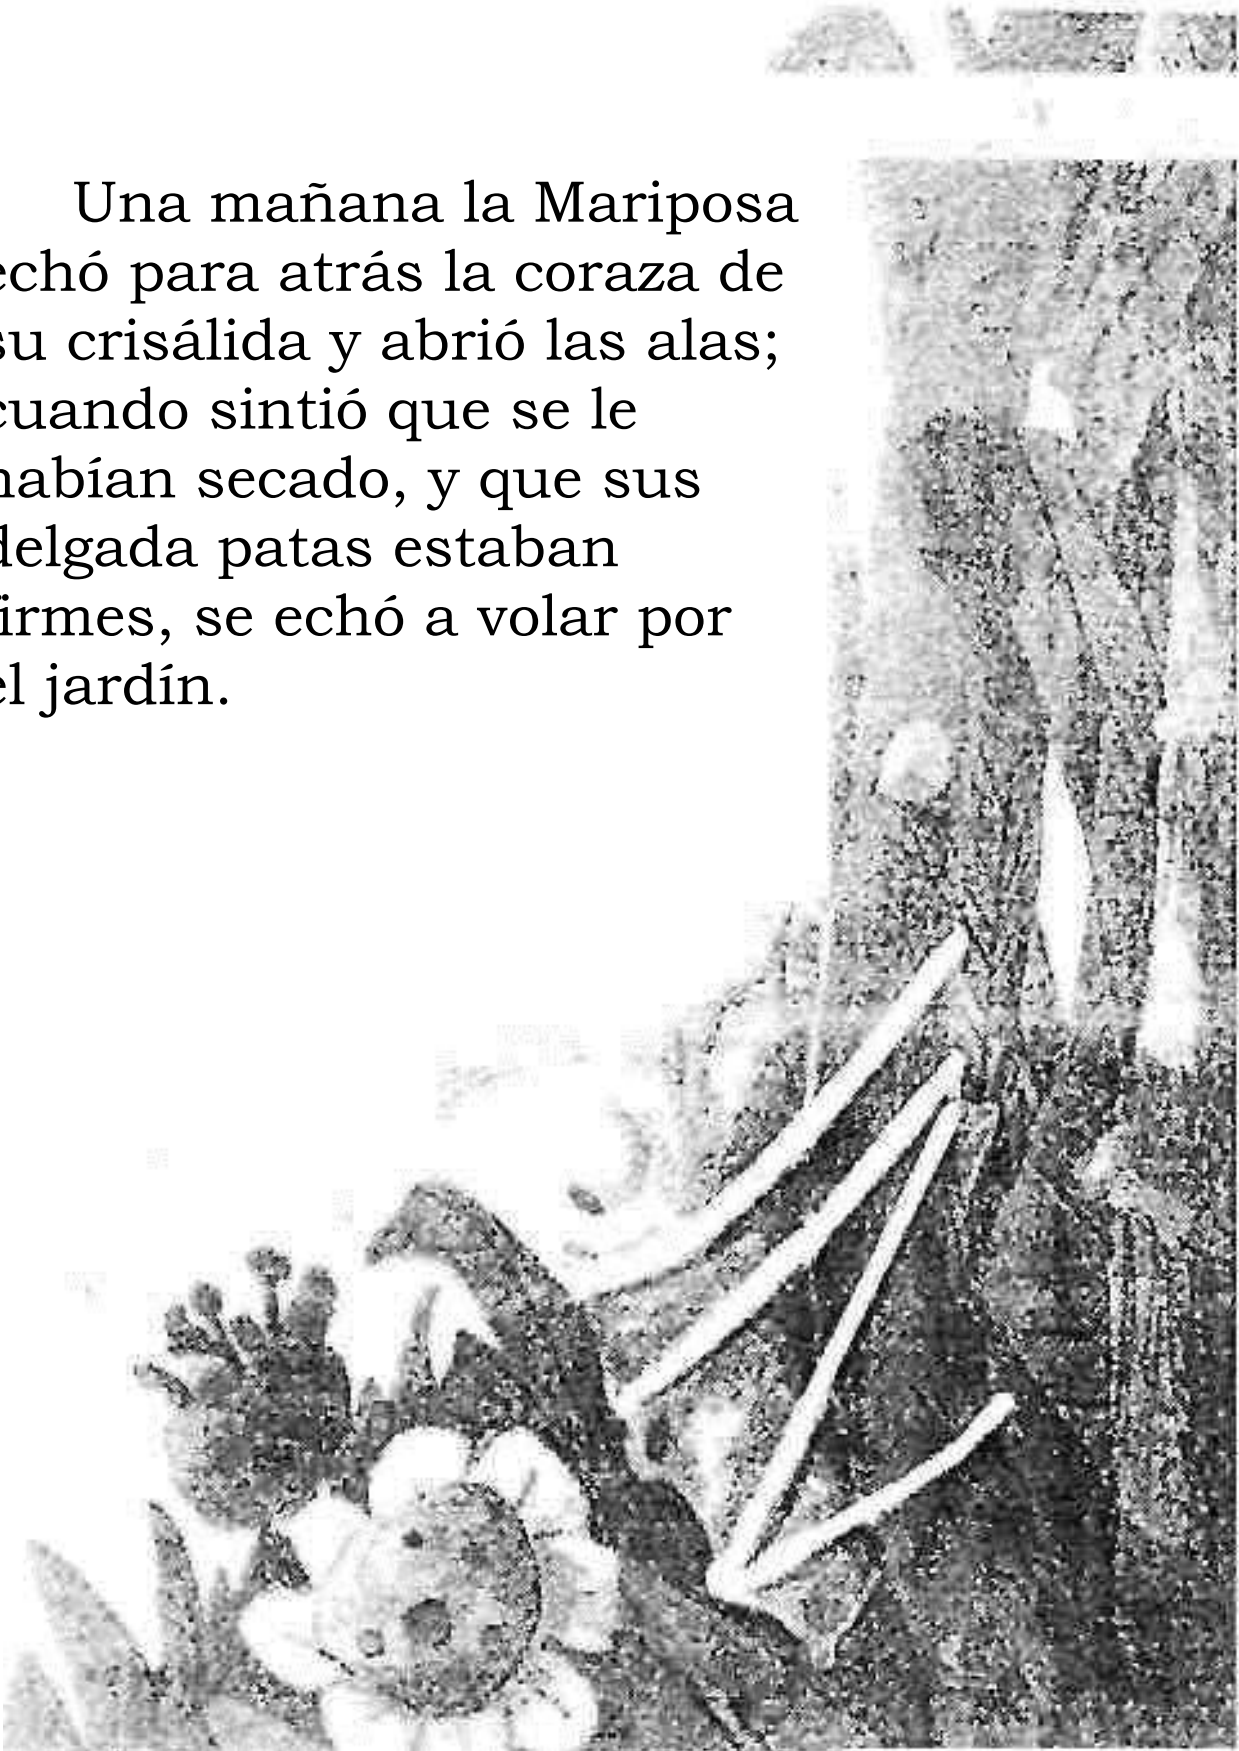 Una mañana la Mariposa
echó para atrás la coraza de
su crisálida y abrió las alas;
cuando sintió que se le
habían secado, y que sus
delgada patas estaban
firmes, se echó a volar por
el jardín.